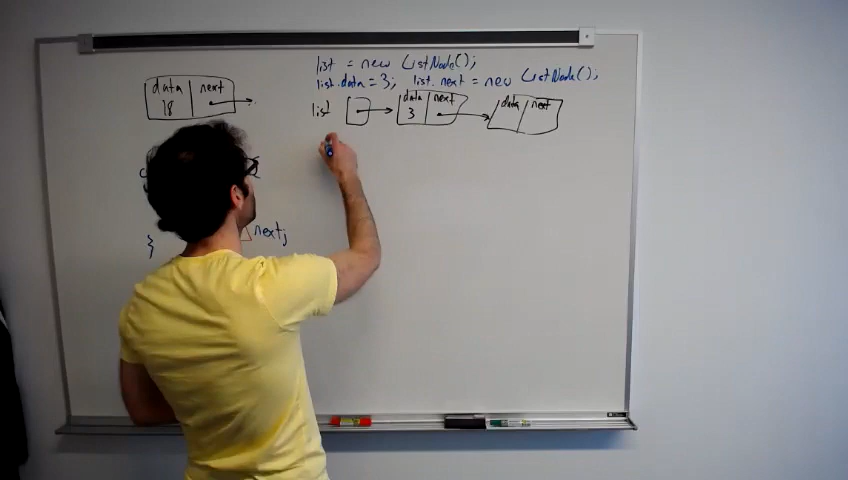 list = new ListNode();
list.data = 3; list.next = new ListNode();
data next
18
list
data next
3
data next
next;
}